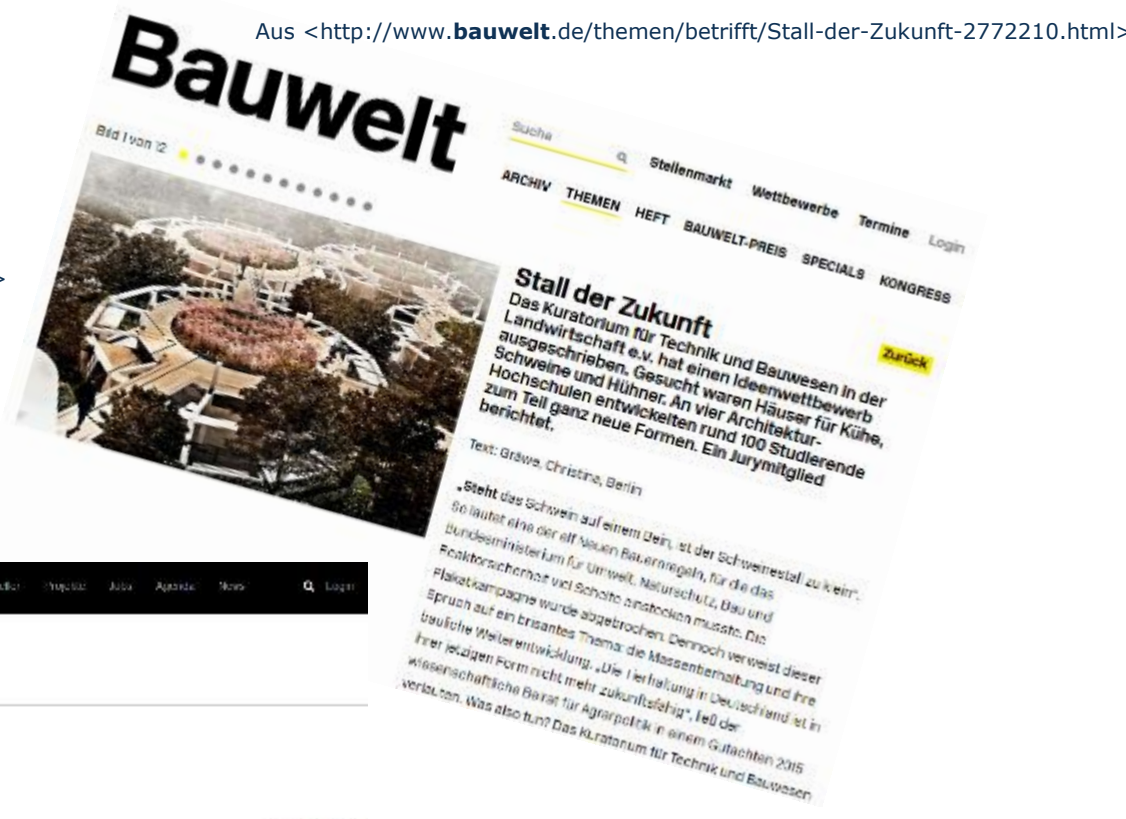 Aus <http://www.bauwelt.de/themen/betrifft/Stall-der-Zukunft-2772210.html>
Bauwelt
Bild 1 von 12
Suche
Stellenmarkt Wettbewerbe Termine Login
ARCHIV THEMEN HEFT BAUWELT-PREIS SPECIALS KONGRESS
Zurück
Stall der Zukunft
Das Kuratorium für Technik und Bauwesen in der
Landwirtschaft e.v. hat einen Ideenwettbewerb
ausgeschrieben. Gesucht waren Häuser für Kühe,
Schweine und Hühner. An vier Architektur-
Hochschulen entwickelten rund 100 Studierende
zum Teil ganz neue Formen. Ein Jurymitglied
berichtet.
Text: Gräwe, Christina, Berlin
„Steht das Schwein auf einem Bein, ist der Schweinestall zu klein“.
So lautet eine der elf Neuen Bauernregeln, für die das
Bundesministerium für Umwelt, Naturschutz, Bau und
Reaktorsicherheit viel Schelte einstecken musste. Die
Plakatkampagne wurde abgebrochen. Dennoch verweist dieser
Spruch auf ein brisantes Thema: die Massentierhaltung und ihre
bauliche Weiterentwicklung. „Die Tierhaltung in Deutschland ist in
ihrer jetzigen Form nicht mehr zukunftsfähig“, ließ der
wissenschaftliche Beirat für Agrarpolitik in einem Gutachten 2015
verlauten. Was also tun? Das Kuratorium für Technik und Bauwesen
>
Projekte Jobs Agenda News Login